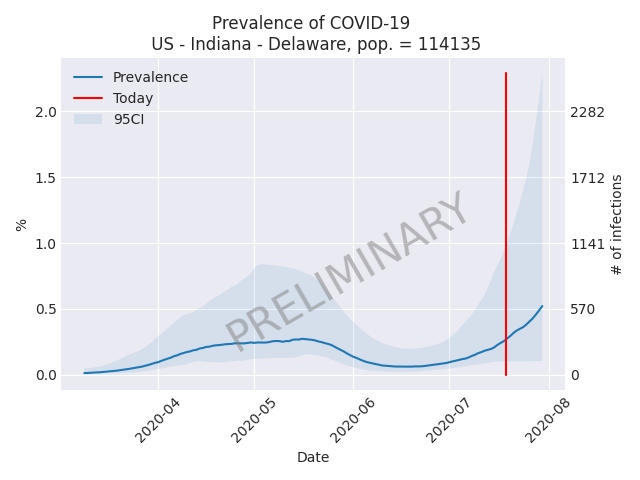 Prevalence of COVID-19
US - Indiana - Delaware, pop. = 114135
Prevalence
Today
95CI
2.0
1.5
1.0
0.5
0.0
%
2282
1712
1141
570
0
# of infections
PRELIMINARY
2020-04
2020-05
2020-06
2020-07
2020-08
Date